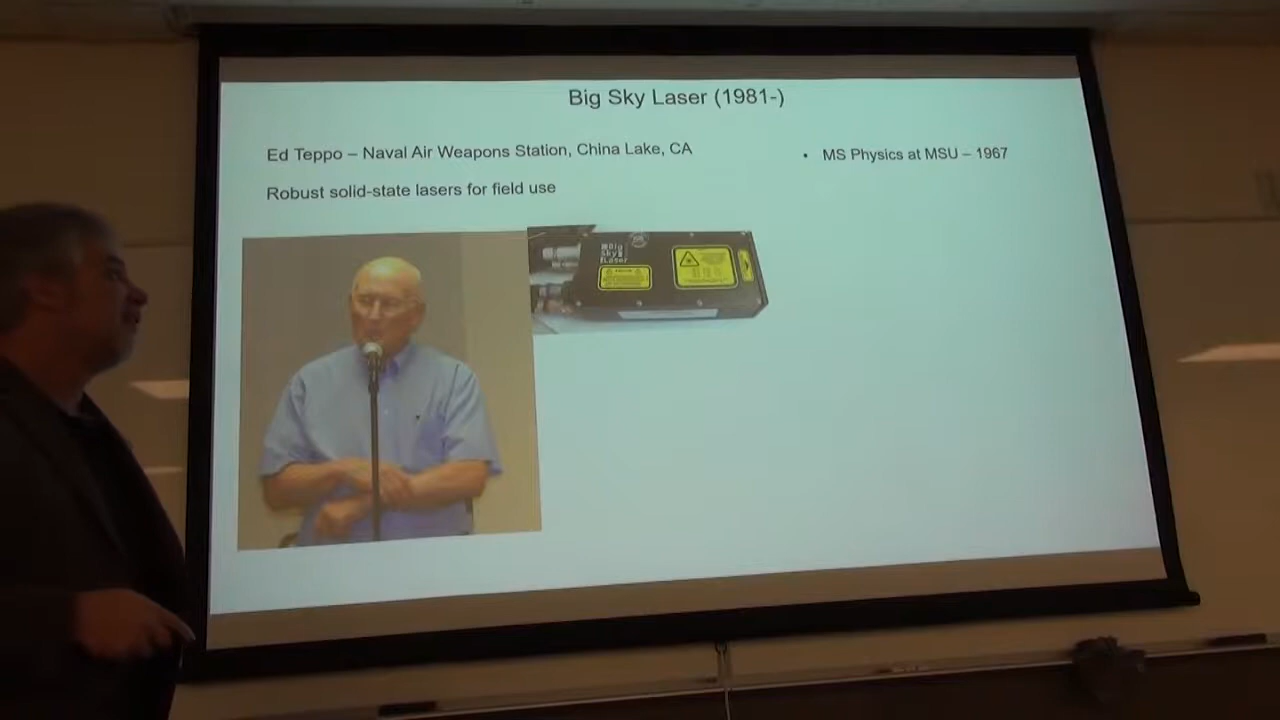 Big Sky Laser (1981-)
Ed Teppo – Naval Air Weapons Station, China Lake, CA
• MS Physics at MSU – 1967
Robust solid-state lasers for field use
Big
Sky
Laser